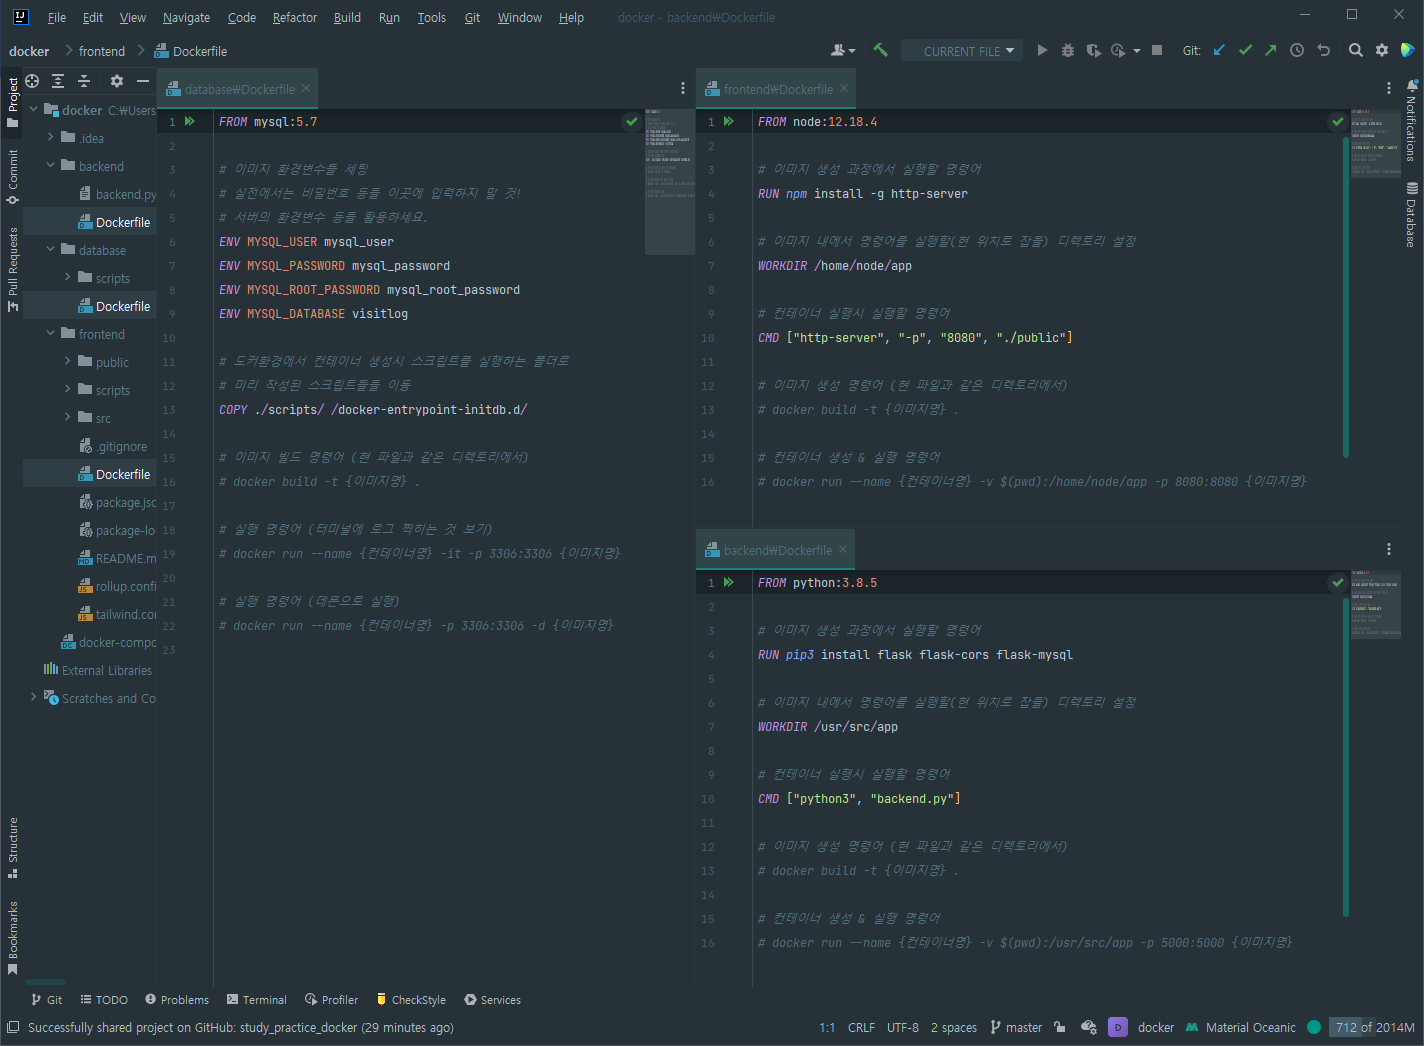 File Edit View Navigate Code Refactor Build Run Tools Git Window Help docker - backend₩Dockerfile
docker frontend Dockerfile CURRENT FILE Git:
Project
Commit
Pull Requests
Structure
Bookmarks
docker C:₩Users
.idea
backend
backend.py
Dockerfile
database
scripts
Dockerfile
frontend
public
scripts
src
.gitignore
Dockerfile
package.jsc
package-lo
README.m
rollup.confi
tailwind.cor
docker-compc
External Libraries
Scratches and Co
database₩Dockerfile
1 FROM mysql:5.7
2
3 # 이미지 환경변수를 세팅
4 # 실전에서는 비밀번호 등을 이곳에 입력하지 말 것!
5 # 서버의 환경변수 등을 활용하세요.
6 ENV MYSQL_USER mysql_user
7 ENV MYSQL_PASSWORD mysql_password
8 ENV MYSQL_ROOT_PASSWORD mysql_root_password
9 ENV MYSQL_DATABASE visitlog
10
11 # 도커환경에서 컨테이너 생성시 스크립트를 실행하는 폴더로
12 # 미리 작성된 스크립트들을 이동
13 COPY ./scripts/ /docker-entrypoint-initdb.d/
14
15 # 이미지 빌드 명령어 (현 파일과 같은 디렉토리에서)
16 # docker build -t {이미지명} .
17
18 # 실행 명령어 (터미널에 로그 찍히는 것 보기)
19 # docker run --name {컨테이너명} -it -p 3306:3306 {이미지명}
20
21 # 실행 명령어 (데몬으로 실행)
22 # docker run --name {컨테이너명} -p 3306:3306 -d {이미지명}
23
frontend₩Dockerfile
1 FROM node:12.18.4
2
3 # 이미지 생성 과정에서 실행할 명령어
4 RUN npm install -g http-server
5
6 # 이미지 내에서 명령어를 실행할(현 위치로 잡을) 디렉토리 설정
7 WORKDIR /home/node/app
8
9 # 컨테이너 실행시 실행할 명령어
10 CMD ["http-server", "-p", "8080", "./public"]
11
12 # 이미지 생성 명령어 (현 파일과 같은 디렉토리에서)
13 # docker build -t {이미지명} .
14
15 # 컨테이너 생성 & 실행 명령어
16 # docker run --name {컨테이너명} -v $(pwd):/home/node/app -p 8080:8080 {이미지명}
backend₩Dockerfile
1 FROM python:3.8.5
2
3 # 이미지 생성 과정에서 실행할 명령어
4 RUN pip3 install flask flask-cors flask-mysql
5
6 # 이미지 내에서 명령어를 실행할(현 위치로 잡을) 디렉토리 설정
7 WORKDIR /usr/src/app
8
9 # 컨테이너 실행시 실행할 명령어
10 CMD ["python3", "backend.py"]
11
12 # 이미지 생성 명령어 (현 파일과 같은 디렉토리에서)
13 # docker build -t {이미지명} .
14
15 # 컨테이너 생성 & 실행 명령어
16 # docker run --name {컨테이너명} -v $(pwd):/usr/src/app -p 5000:5000 {이미지명}
Notifications
Database
Git TODO Problems Terminal Profiler CheckStyle Services
Successfully shared project on GitHub: study_practice_docker (29 minutes ago) 1:1 CRLF UTF-8 2 spaces master D docker Material Oceanic 712 of 2014M